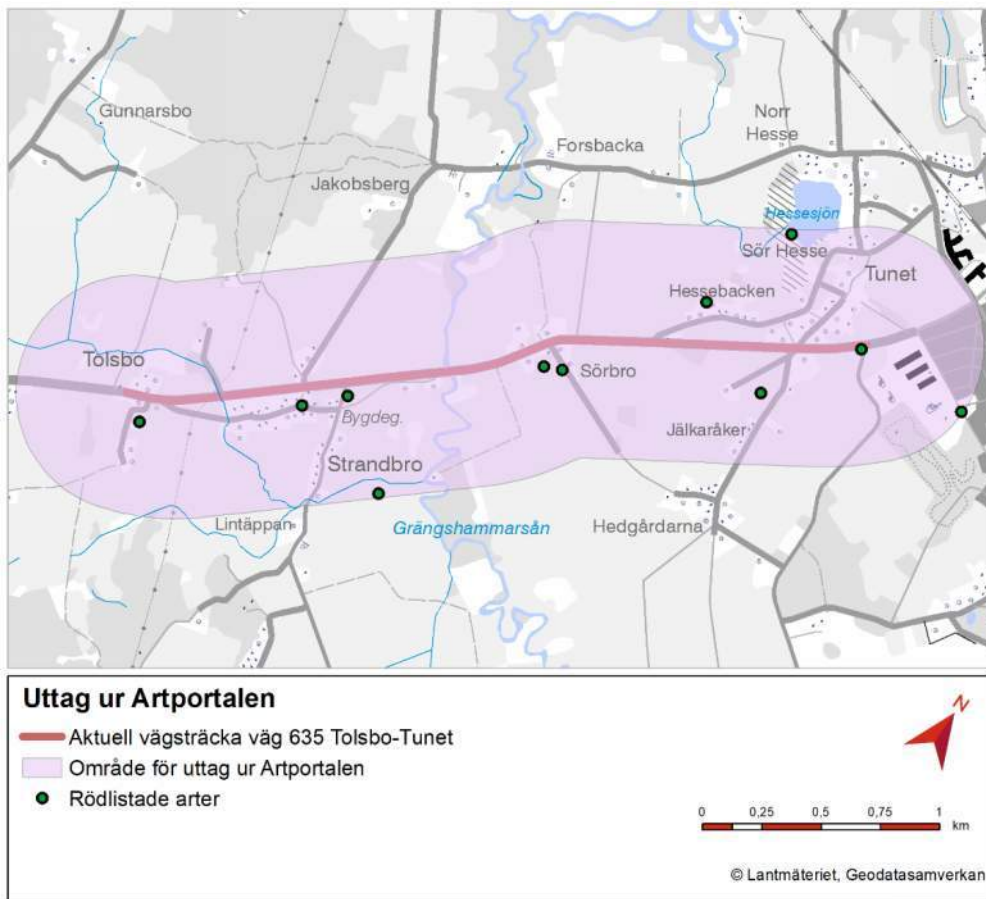 Gunnarsbo
Norr
Hesse
Forsbacka
Jakobsberg
Hessesjön
Sör Hesse
Tunet
Hessebacken
Tolsbo
Sörbro
Bygdeg.
Jälkaråker
Strandbro
Lintäppan
Grängshammarsån
Hedgårdarna
Uttag ur Artportalen
Aktuell vägsträcka väg 635 Tolsbo-Tunet
Område för uttag ur Artportalen
Rödlistade arter
N
0 0,25 0,5 0,75 1
km
© Lantmäteriet, Geodatasamverkan